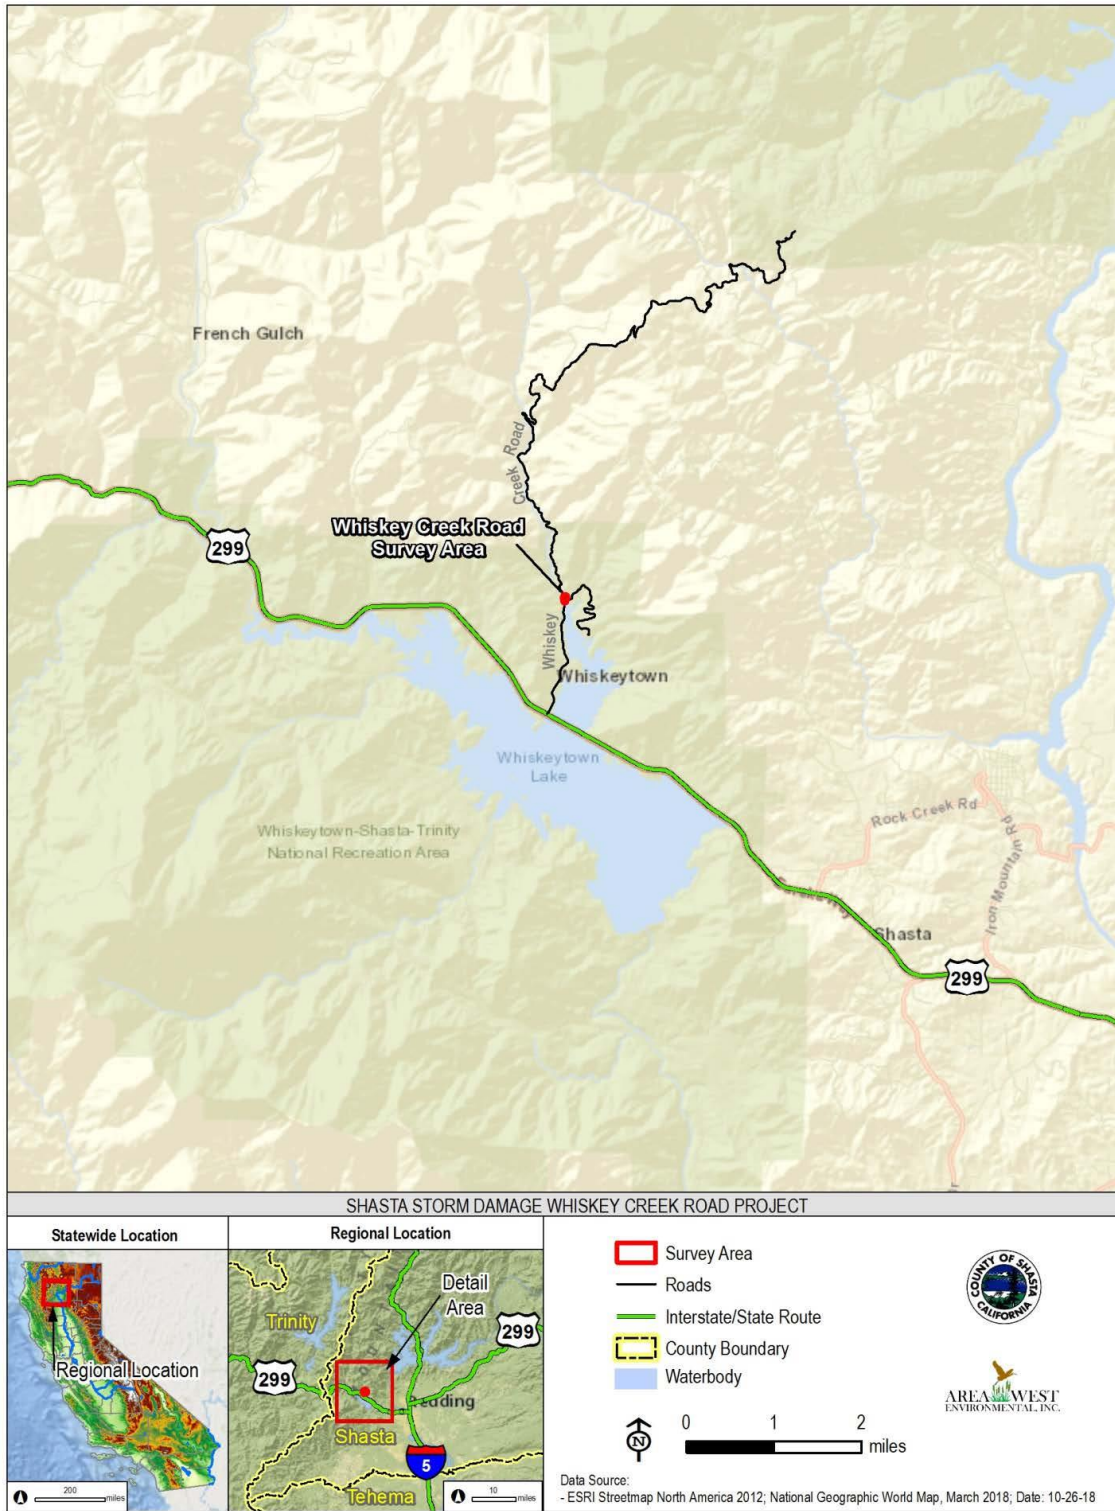 French Gulch
Creek Road
Whiskey Creek Road
Survey Area
299
Whiskey
Whiskeytown
Whiskeytown
Lake
Rock Creek Rd
Whiskeytown-Shasta-Trinity
National Recreation Area
Iron Mountain Rd
Eureka Way
Shasta
299
SHASTA STORM DAMAGE WHISKEY CREEK ROAD PROJECT
Statewide Location
Regional Location
200
miles
Regional Location
Detail
Area
Trinity
299
299
Redding
Shasta
5
Tehema
10
miles
Survey Area
Roads
Interstate/State Route
County Boundary
Waterbody
COUNTY OF SHASTA
CALIFORNIA
AREA WEST
ENVIRONMENTAL, INC.
N
0 1 2
miles
Data Source:
- ESRI Streetmap North America 2012; National Geographic World Map, March 2018; Date: 10-26-18